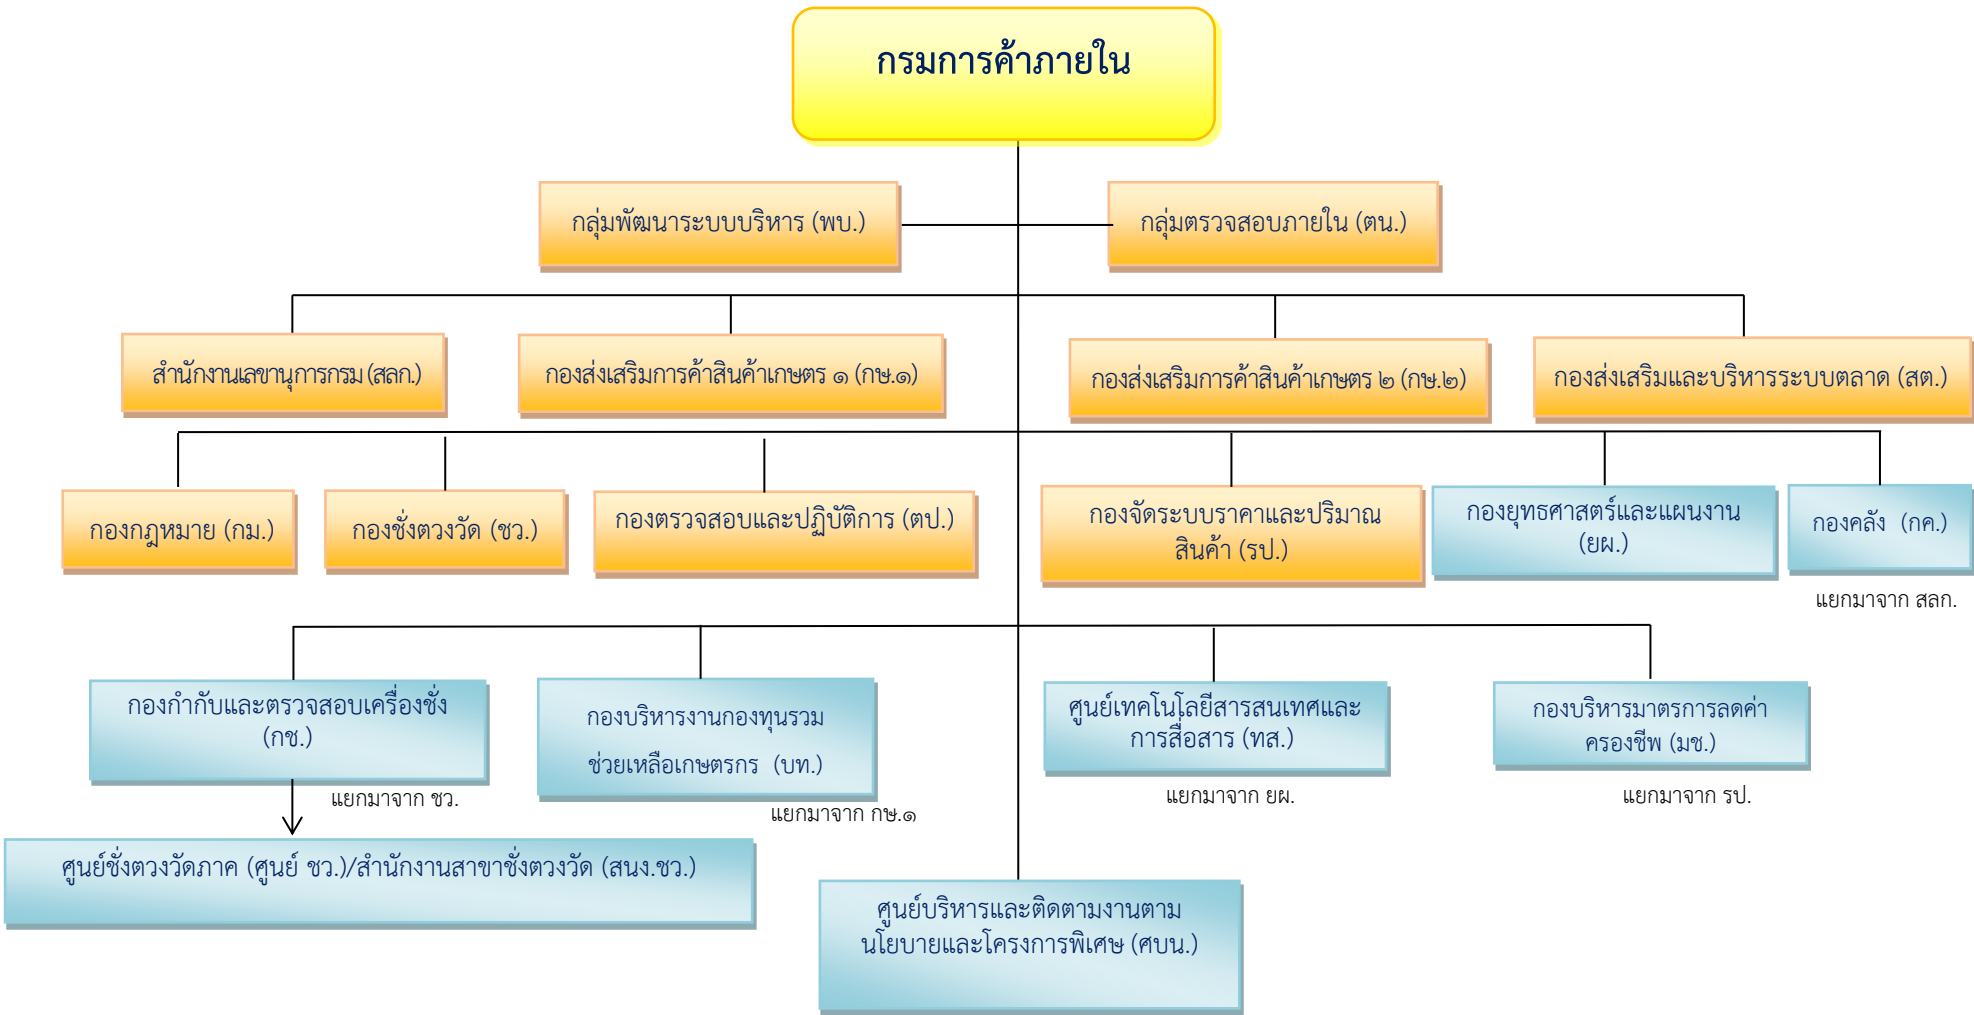 กรมการค้าภายใน
กลุ่มพัฒนาระบบบริหาร (พบ.)
กลุ่มตรวจสอบภายใน (ตน.)
สำนักงานเลขานุการกรม (สลก.)
กองส่งเสริมการค้าสินค้าเกษตร ๑ (กษ.๑)
กองส่งเสริมการค้าสินค้าเกษตร ๒ (กษ.๒)
กองส่งเสริมและบริหารระบบตลาด (สต.)
กองกฎหมาย (กม.)
กองชั่งตวงวัด (ชว.)
กองตรวจสอบและปฏิบัติการ (ตป.)
กองจัดระบบราคาและปริมาณ
สินค้า (รป.)
กองยุทธศาสตร์และแผนงาน
(ยผ.)
กองคลัง (กค.)
แยกมาจาก สลก.
กองกำกับและตรวจสอบเครื่องชั่ง
(กช.)
แยกมาจาก ชว.
กองบริหารงานกองทุนรวม
ช่วยเหลือเกษตรกร (บท.)
แยกมาจาก กษ.๑
ศูนย์เทคโนโลยีสารสนเทศและ
การสื่อสาร (ทส.)
แยกมาจาก ยผ.
กองบริหารมาตรการลดค่า
ครองชีพ (มช.)
แยกมาจาก รป.
ศูนย์ชั่งตวงวัดภาค (ศูนย์ ชว.)/สำนักงานสาขาชั่งตวงวัด (สนง.ชว.)
ศูนย์บริหารและติดตามงานตาม
นโยบายและโครงการพิเศษ (ศบน.)